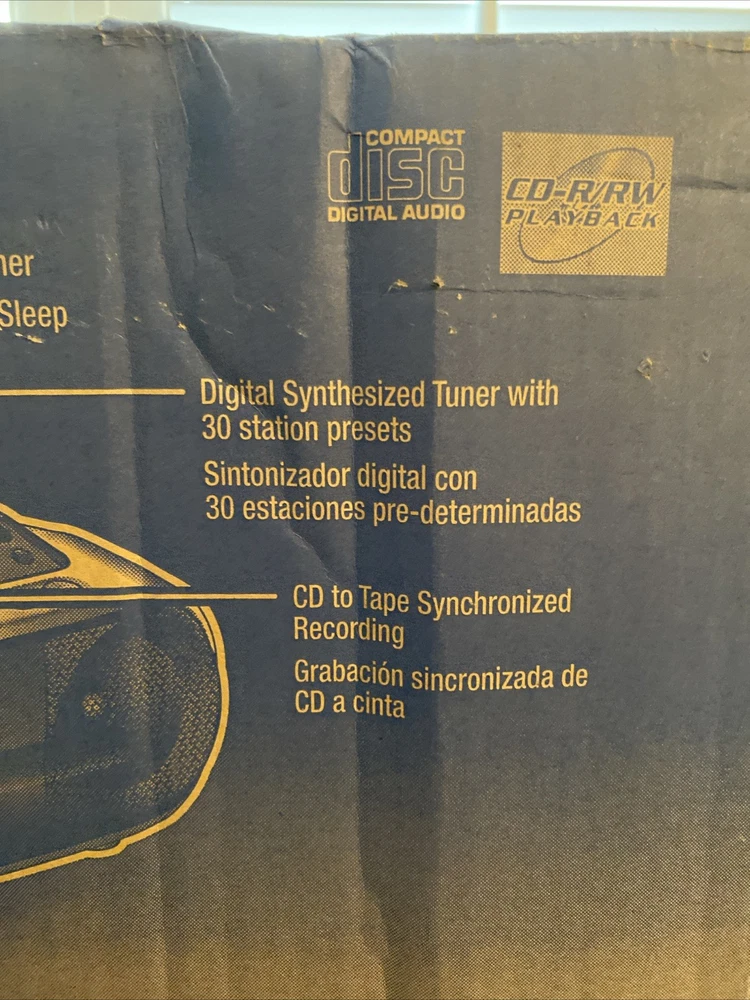 COMPACT
disc
DIGITAL AUDIO
CD-R/RW
PLAYBACK
Sleep
Digital Synthesized Tuner with
30 station presets
Sintonizador digital con
30 estaciones pre-determinadas
CD to Tape Synchronized
Recording
Grabación sincronizada de
CD a cinta